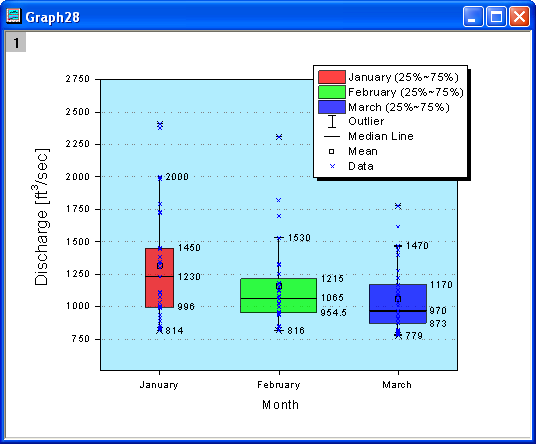 Graph28
1
January (25%~75%)
February (25%~75%)
March (25%~75%)
Outlier
Median Line
Mean
Data
Discharge [ft³/sec]
2750
2500
2250
2000
1750
1500
1250
1000
750
2000
1450
1230
996
814
1530
1215
1065
954.5
816
1470
1170
970
873
779
January
February
March
Month